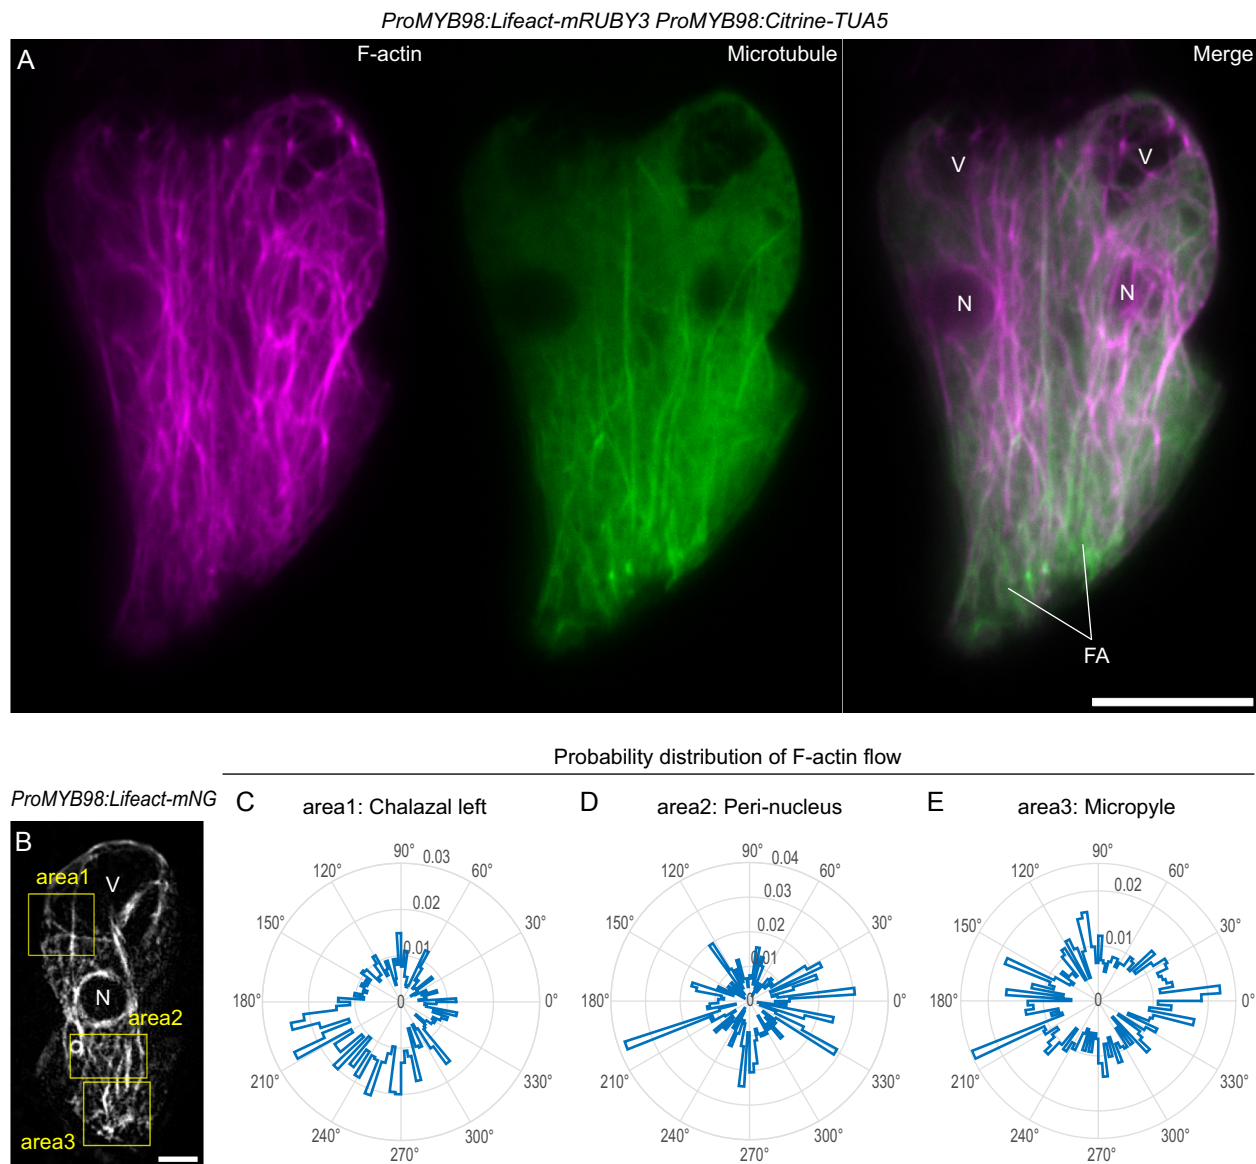 ProMYB98:Lifeact-mRUBY3 ProMYB98:Citrine-TUA5
A
F-actin
Microtubule
Merge
V
V
N
N
FA
Probability distribution of F-actin flow
ProMYB98:Lifeact-mNG
B
area1
V
N
area2
area3
C
area1: Chalazal left
90°
0.03
120°
60°
0.02
150°
30°
0.01
180°
0
0°
210°
330°
240°
300°
270°
D
area2: Peri-nucleus
90°
0.04
120°
60°
0.03
150°
30°
0.02
0.01
180°
0
0°
210°
330°
240°
300°
270°
E
area3: Micropyle
90°
120°
60°
0.02
150°
30°
0.01
180°
0
0°
210°
330°
240°
300°
270°